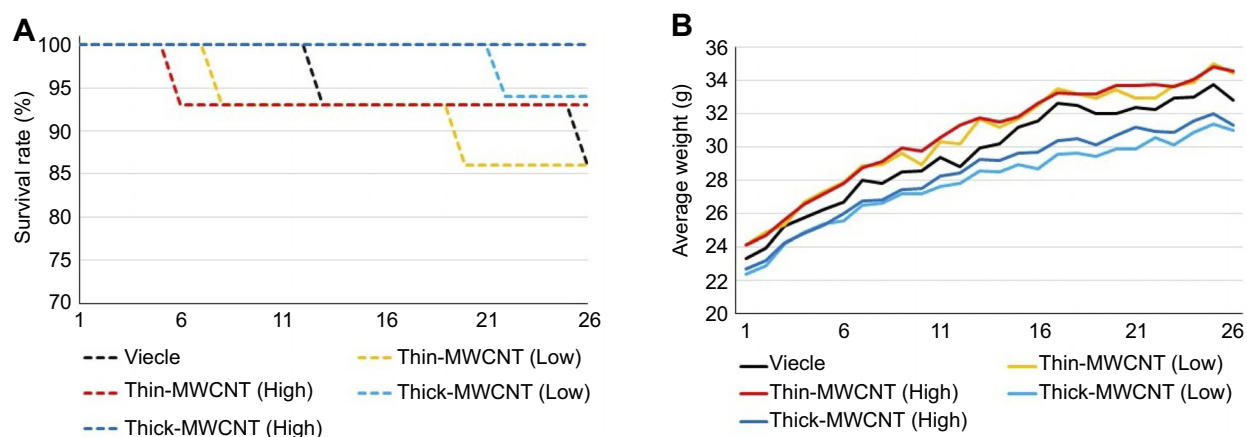 A
Survival rate (%)
100
95
90
85
80
75
70
1 6 11 16 21 26
Viecle
Thin-MWCNT (Low)
Thin-MWCNT (High)
Thick-MWCNT (Low)
Thick-MWCNT (High)
B
Average weight (g)
36
34
32
30
28
26
24
22
20
1 6 11 16 21 26
Viecle
Thin-MWCNT (Low)
Thin-MWCNT (High)
Thick-MWCNT (Low)
Thick-MWCNT (High)